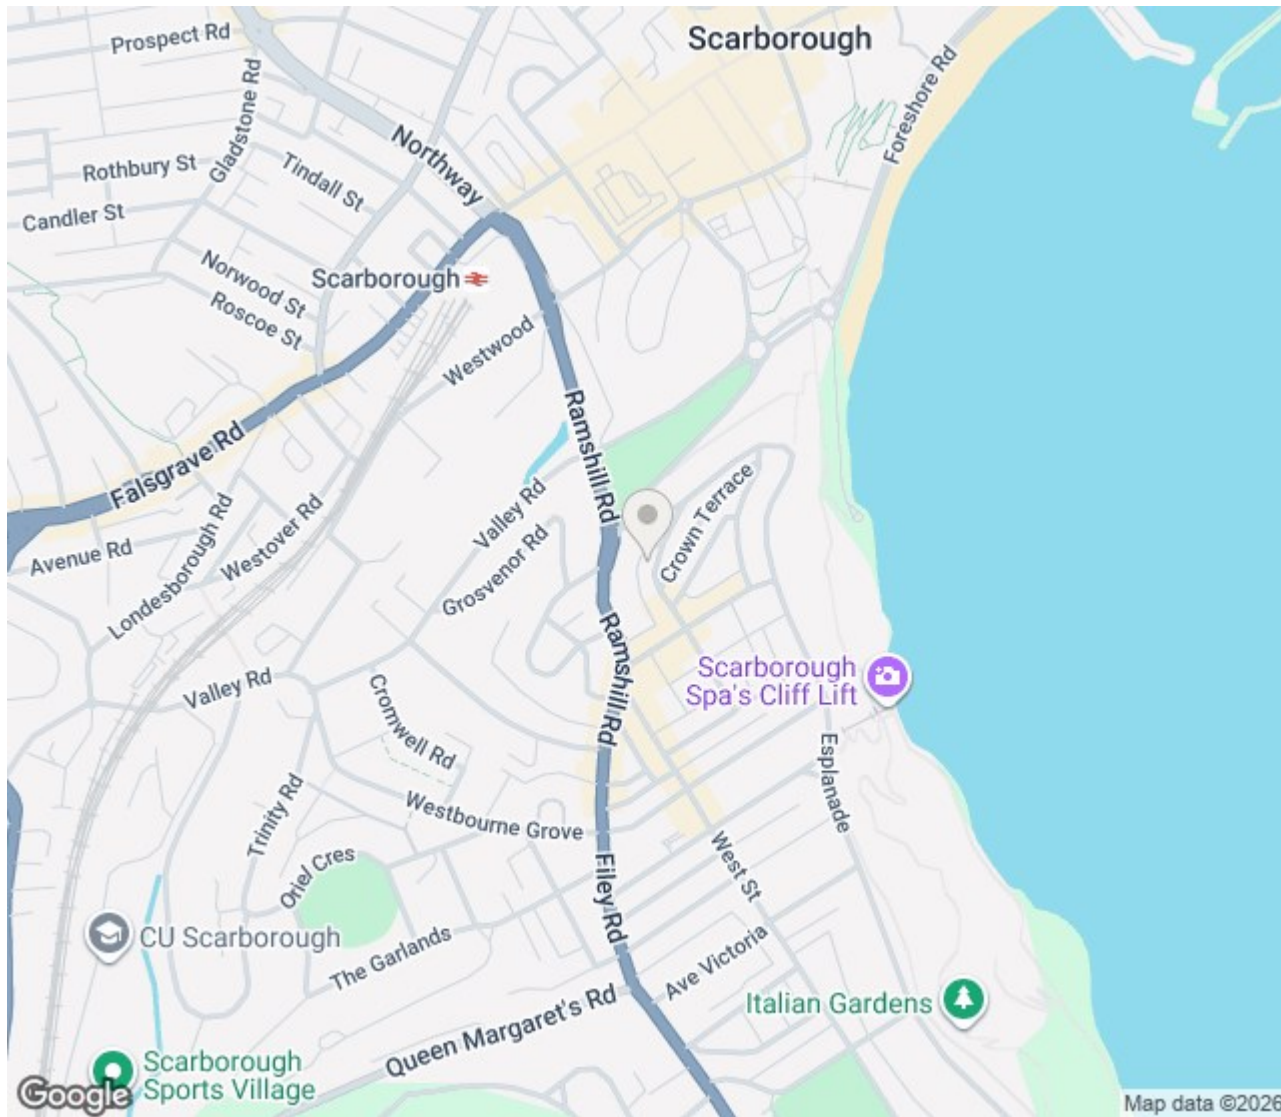 Prospect Rd
Scarborough
Foreshore Rd
Gladstone Rd
Northway
Rothbury St
Tindall St
Candler St
Norwood St
Scarborough
Roscoe St
Westwood
Ramshill Rd
Falsgrave Rd
Valley Rd
Crown Terrace
Avenue Rd
Londesborough Rd
Westover Rd
Grosvenor Rd
Ramshill Rd
Scarborough
Spa's Cliff Lift
Valley Rd
Cromwell Rd
Esplanade
Trinity Rd
Westbourne Grove
West St
Oriel Cres
Filey Rd
CU Scarborough
The Garlands
Ave Victoria
Italian Gardens
Queen Margaret's Rd
Scarborough
Sports Village
Google
Map data ©2026